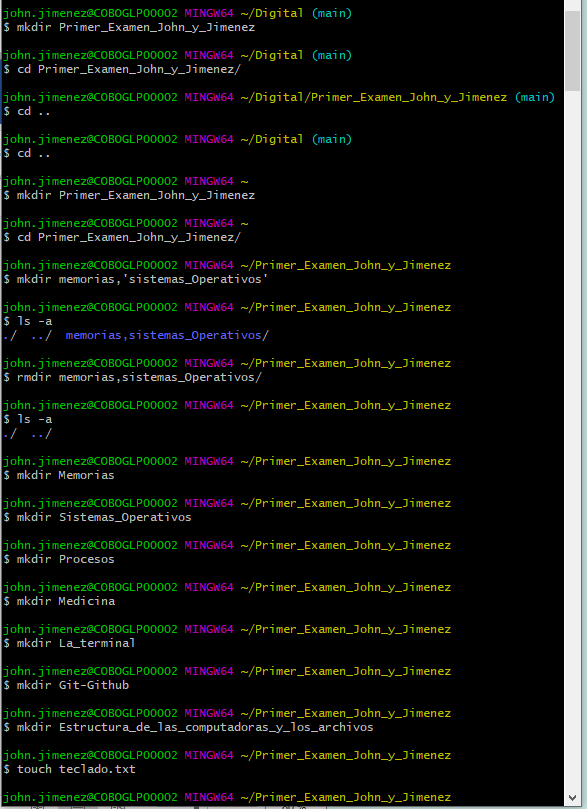 john.jimenez@COBOGLP00002 MINGW64 ~/Digital (main)
$ mkdir Primer_Examen_John_y_Jimenez
john.jimenez@COBOGLP00002 MINGW64 ~/Digital (main)
$ cd Primer_Examen_John_y_Jimenez/
john.jimenez@COBOGLP00002 MINGW64 ~/Digital/Primer_Examen_John_y_Jimenez (main)
$ cd ..
john.jimenez@COBOGLP00002 MINGW64 ~/Digital (main)
$ cd ..
john.jimenez@COBOGLP00002 MINGW64 ~
$ mkdir Primer_Examen_John_y_Jimenez
john.jimenez@COBOGLP00002 MINGW64 ~
$ cd Primer_Examen_John_y_Jimenez/
john.jimenez@COBOGLP00002 MINGW64 ~/Primer_Examen_John_y_Jimenez
$ mkdir memorias,'sistemas_Operativos'
john.jimenez@COBOGLP00002 MINGW64 ~/Primer_Examen_John_y_Jimenez
$ ls -a
./  ../  memorias,sistemas_Operativos/
john.jimenez@COBOGLP00002 MINGW64 ~/Primer_Examen_John_y_Jimenez
$ rmdir memorias,sistemas_Operativos/
john.jimenez@COBOGLP00002 MINGW64 ~/Primer_Examen_John_y_Jimenez
$ ls -a
./  ../
john.jimenez@COBOGLP00002 MINGW64 ~/Primer_Examen_John_y_Jimenez
$ mkdir Memorias
john.jimenez@COBOGLP00002 MINGW64 ~/Primer_Examen_John_y_Jimenez
$ mkdir Sistemas_Operativos
john.jimenez@COBOGLP00002 MINGW64 ~/Primer_Examen_John_y_Jimenez
$ mkdir Procesos
john.jimenez@COBOGLP00002 MINGW64 ~/Primer_Examen_John_y_Jimenez
$ mkdir Medicina
john.jimenez@COBOGLP00002 MINGW64 ~/Primer_Examen_John_y_Jimenez
$ mkdir La_terminal
john.jimenez@COBOGLP00002 MINGW64 ~/Primer_Examen_John_y_Jimenez
$ mkdir Git-Github
john.jimenez@COBOGLP00002 MINGW64 ~/Primer_Examen_John_y_Jimenez
$ mkdir Estructura_de_las_computadoras_y_los_archivos
john.jimenez@COBOGLP00002 MINGW64 ~/Primer_Examen_John_y_Jimenez
$ touch teclado.txt
john.jimenez@COBOGLP00002 MINGW64 ~/Primer_Examen_John_y_Jimenez